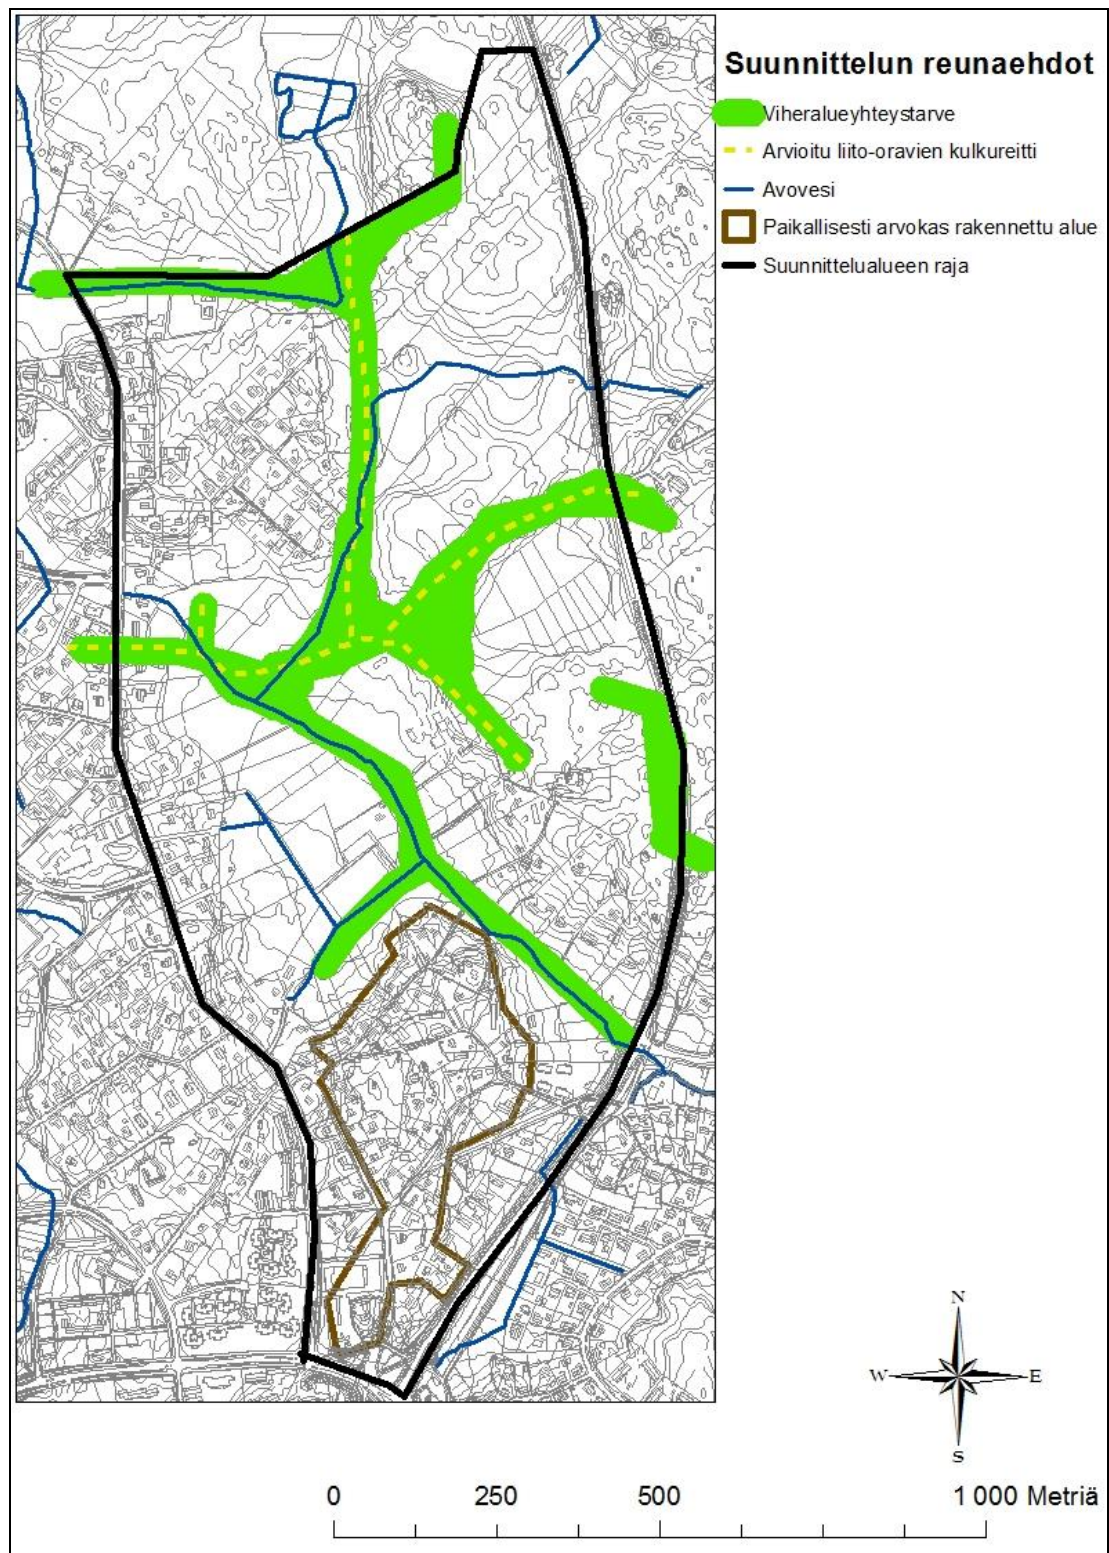 Suunnittelun reunaehdot
Viheralueyhteystarve
Arvioitu liito-oravien kulkureitti
Avovesi
Paikallisesti arvokas rakennettu alue
Suunnittelualueen raja
N
W E
S
0 250 500 1 000 Metriä